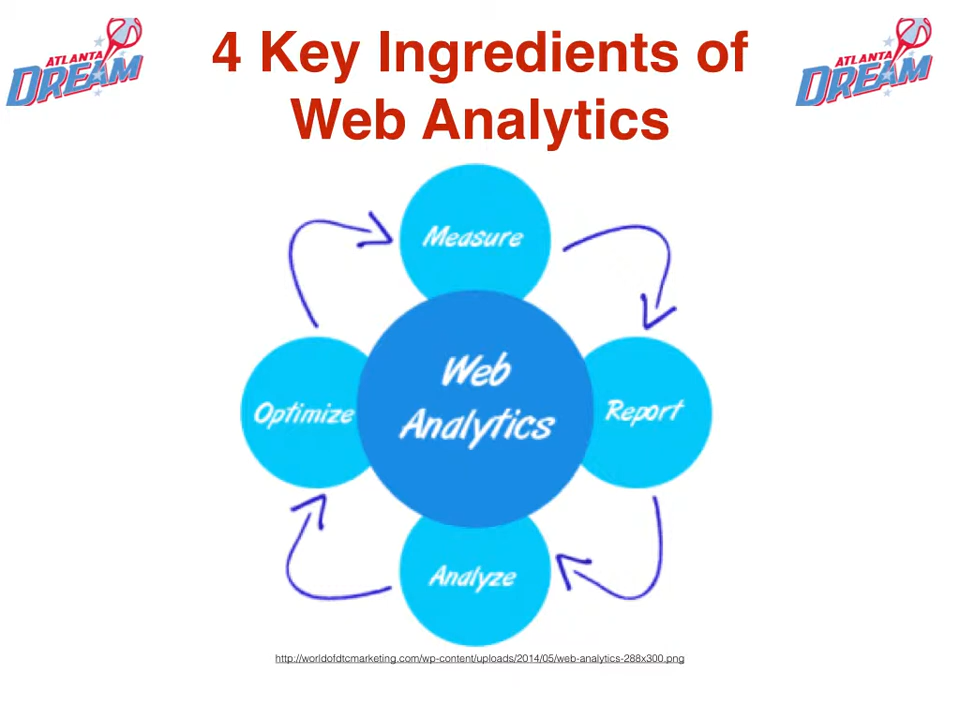 ATLANTA
DREAM
4 Key Ingredients of
Web Analytics
ATLANTA
DREAM
Measure
Web
Analytics
Optimize
Report
Analyze
http://worldofdtcmarketing.com/wp-content/uploads/2014/05/web-analytics-288x300.png